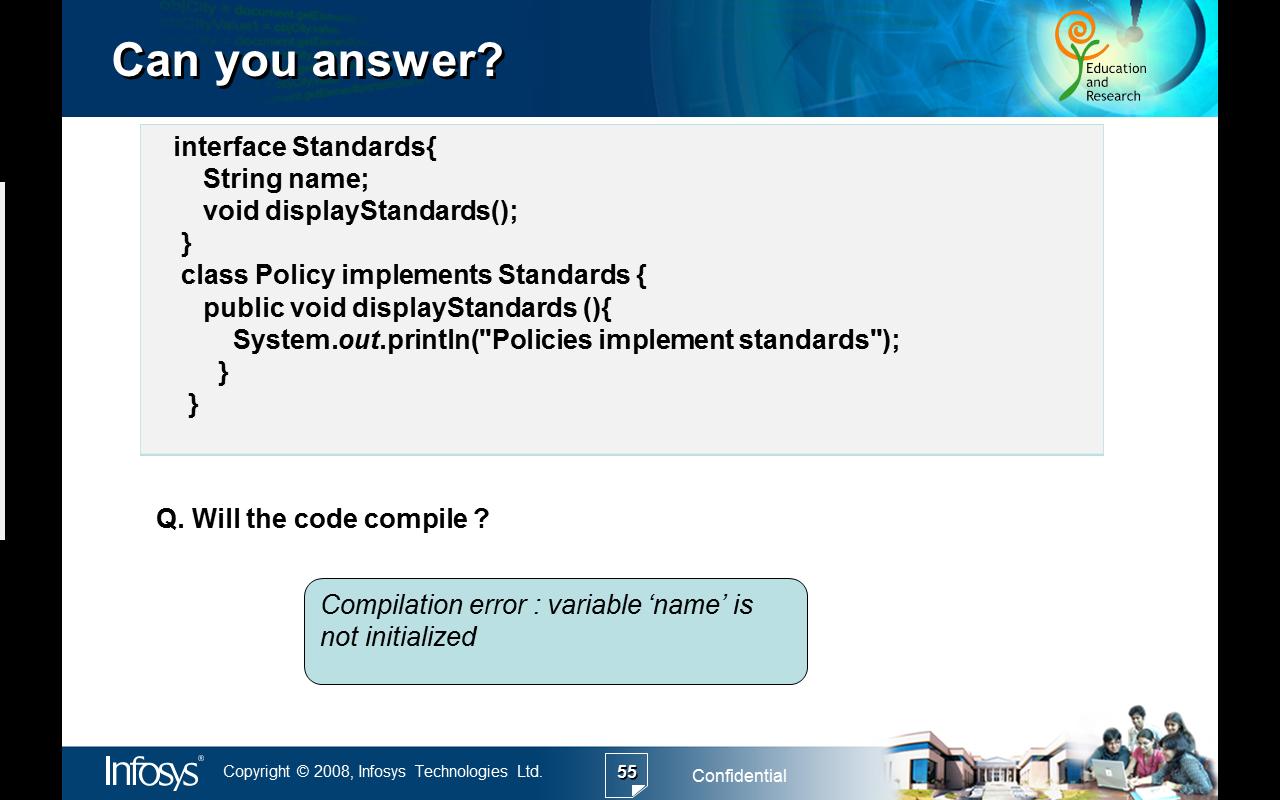 Can you answer?
Education
and
Research
interface Standards{
String name;
void displayStandards();
}
class Policy implements Standards {
public void displayStandards (){
System.out.println("Policies implement standards");
}
}
Q. Will the code compile ?
Compilation error : variable ‘name’ is
not initialized
Infosys®
Copyright © 2008, Infosys Technologies Ltd.
55
Confidential